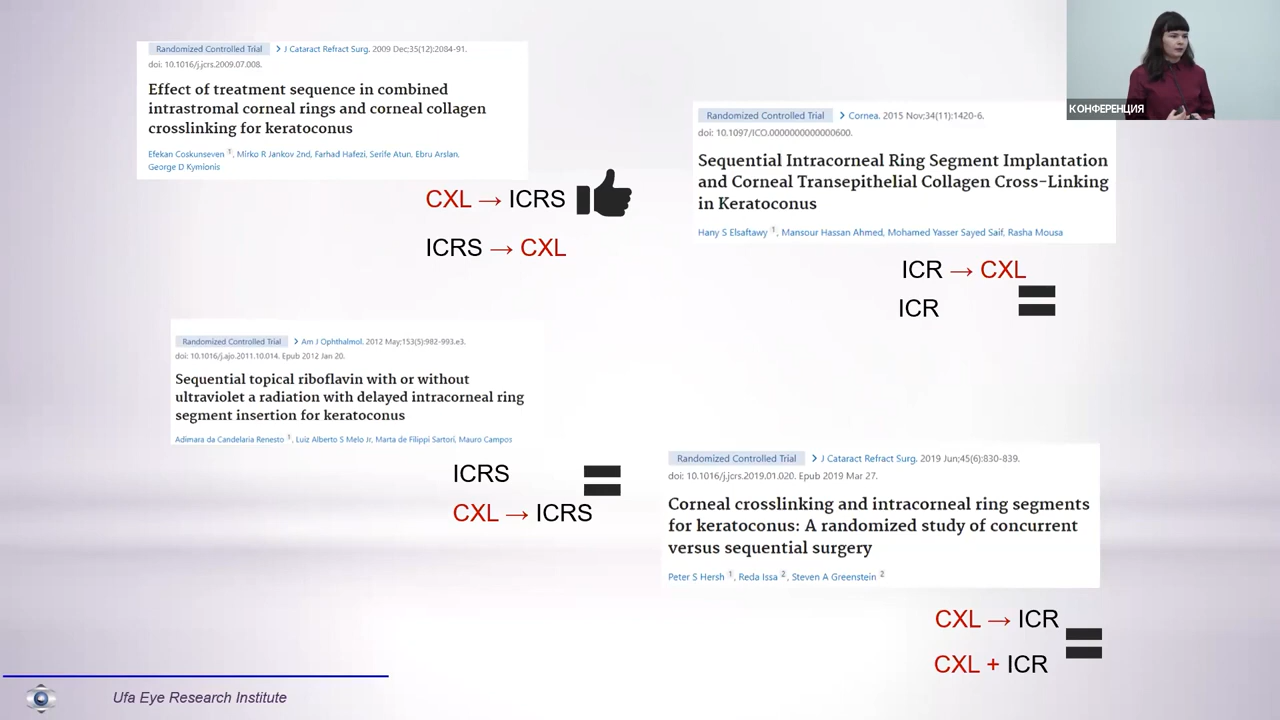 Randomized Controlled Trial > J Cataract Refract Surg. 2009 Dec;35(12):2084-91.
doi: 10.1016/j.jcrs.2009.07.008.
Effect of treatment sequence in combined
intrastromal corneal rings and corneal collagen
crosslinking for keratoconus
Efekan Coskunseven 1, Mirko R Jankov 2nd, Farhad Hafezi, Serife Atun, Ebru Arslan,
George D Kymionis
CXL → ICRS
ICRS → CXL
КОНФЕРЕНЦИЯ
Randomized Controlled Trial > Cornea. 2015 Nov;34(11):1420-6.
doi: 10.1097/ICO.0000000000000600.
Sequential Intracorneal Ring Segment Implantation
and Corneal Transepithelial Collagen Cross-Linking
in Keratoconus
Hany S Elsaftawy 1, Mansour Hassan Ahmed, Mohamed Yasser Sayed Saif, Rasha Mousa
ICR → CXL
ICR
=
Randomized Controlled Trial > Am J Ophthalmol. 2012 May;153(5):982-993.e3.
doi: 10.1016/j.ajo.2011.10.014. Epub 2012 Jan 20.
Sequential topical riboflavin with or without
ultraviolet a radiation with delayed intracorneal ring
segment insertion for keratoconus
Adimara da Candelaria Renesto 1, Luiz Alberto S Melo Jr, Marta de Filippi Sartori, Mauro Campos
ICRS
=
CXL → ICRS
Randomized Controlled Trial > J Cataract Refract Surg. 2019 Jun;45(6):830-839.
doi: 10.1016/j.jcrs.2019.01.020. Epub 2019 Mar 27.
Corneal crosslinking and intracorneal ring segments
for keratoconus: A randomized study of concurrent
versus sequential surgery
Peter S Hersh 1, Reda Issa 2, Steven A Greenstein 2
CXL → ICR
=
CXL + ICR
Ufa Eye Research Institute